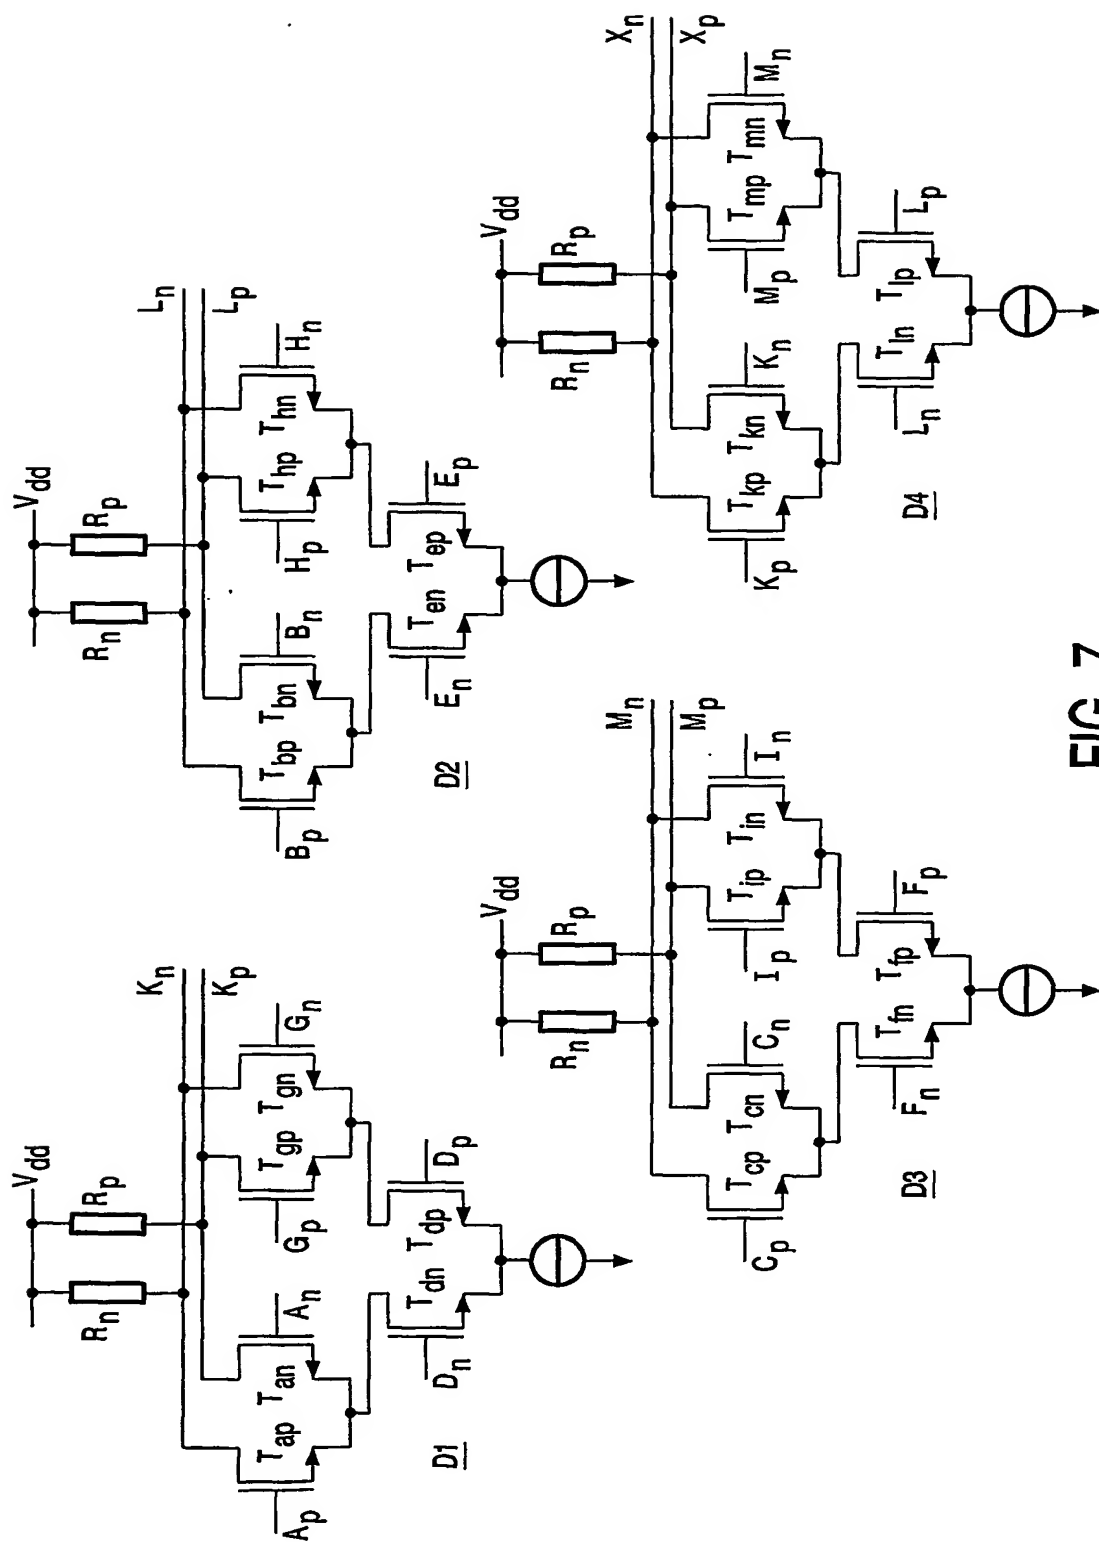 Vdd
Rn
Rp
Kn
Kp
Ap
Tap
Tan
An
Gp
Tgp
Tgn
Gn
Dn
Tdn
Tdp
Dp
D1
Vdd
Rn
Rp
Ln
Lp
Bp
Tbp
Tbn
Bn
Hp
Thp
Thn
Hn
En
Ten
Tep
Ep
D2
Vdd
Rn
Rp
Mn
Mp
Cp
Tcp
Tcn
Cn
Ip
Tip
Tin
In
Fn
Tfn
Tfp
Fp
D3
Vdd
Rn
Rp
Xn
Xp
Kp
Tkp
Tkn
Kn
Mp
Tmp
Tmn
Mn
Ln
Tln
Tlp
Lp
D4
FIG. 7